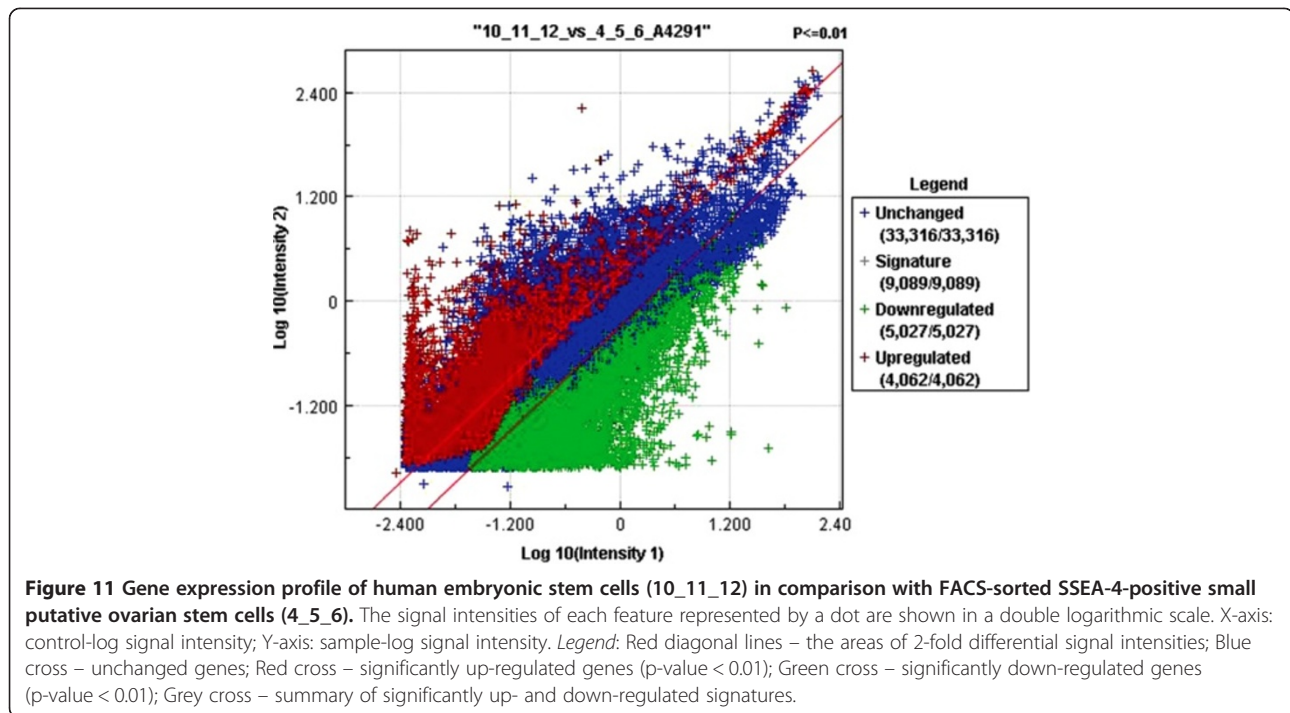 "10_11_12_vs_4_5_6_A4291"
P<=0.01
2.400
1.200
0
-1.200
Log 10(Intensity 2)
-2.400
-1.200
0
1.200
2.40
Log 10(Intensity 1)
Legend
Unchanged
(33,316/33,316)
Signature
(9,089/9,089)
Downregulated
(5,027/5,027)
Upregulated
(4,062/4,062)
Figure 11 Gene expression profile of human embryonic stem cells (10_11_12) in comparison with FACS-sorted SSEA-4-positive small
putative ovarian stem cells (4_5_6). The signal intensities of each feature represented by a dot are shown in a double logarithmic scale. X-axis:
control-log signal intensity; Y-axis: sample-log signal intensity. Legend: Red diagonal lines – the areas of 2-fold differential signal intensities; Blue
cross – unchanged genes; Red cross – significantly up-regulated genes (p-value < 0.01); Green cross – significantly down-regulated genes
(p-value < 0.01); Grey cross – summary of significantly up- and down-regulated signatures.